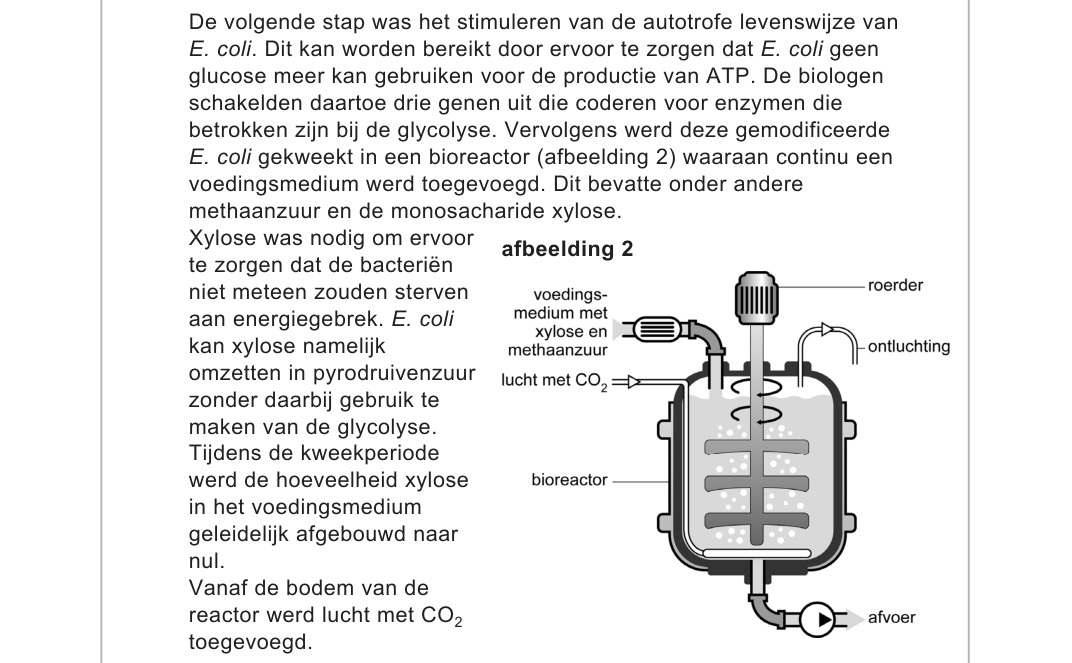 De volgende stap was het stimuleren van de autotrofe levenswijze van
E. coli. Dit kan worden bereikt door ervoor te zorgen dat E. coli geen
glucose meer kan gebruiken voor de productie van ATP. De biologen
schakelden daartoe drie genen uit die coderen voor enzymen die
betrokken zijn bij de glycolyse. Vervolgens werd deze gemodificeerde
E. coli gekweekt in een bioreactor (afbeelding 2) waaraan continu een
voedingsmedium werd toegevoegd. Dit bevatte onder andere
methaanzuur en de monosacharide xylose.
Xylose was nodig om ervoor
te zorgen dat de bacteriën
niet meteen zouden sterven
aan energiegebrek. E. coli
kan xylose namelijk
omzetten in pyrodruivenzuur
zonder daarbij gebruik te
maken van de glycolyse.
Tijdens de kweekperiode
werd de hoeveelheid xylose
in het voedingsmedium
geleidelijk afgebouwd naar
nul.
Vanaf de bodem van de
reactor werd lucht met CO₂
toegevoegd.
afbeelding 2
voedings-
medium met
xylose en
methaanzuur
lucht met CO₂
bioreactor
roerder
ontluchting
afvoer